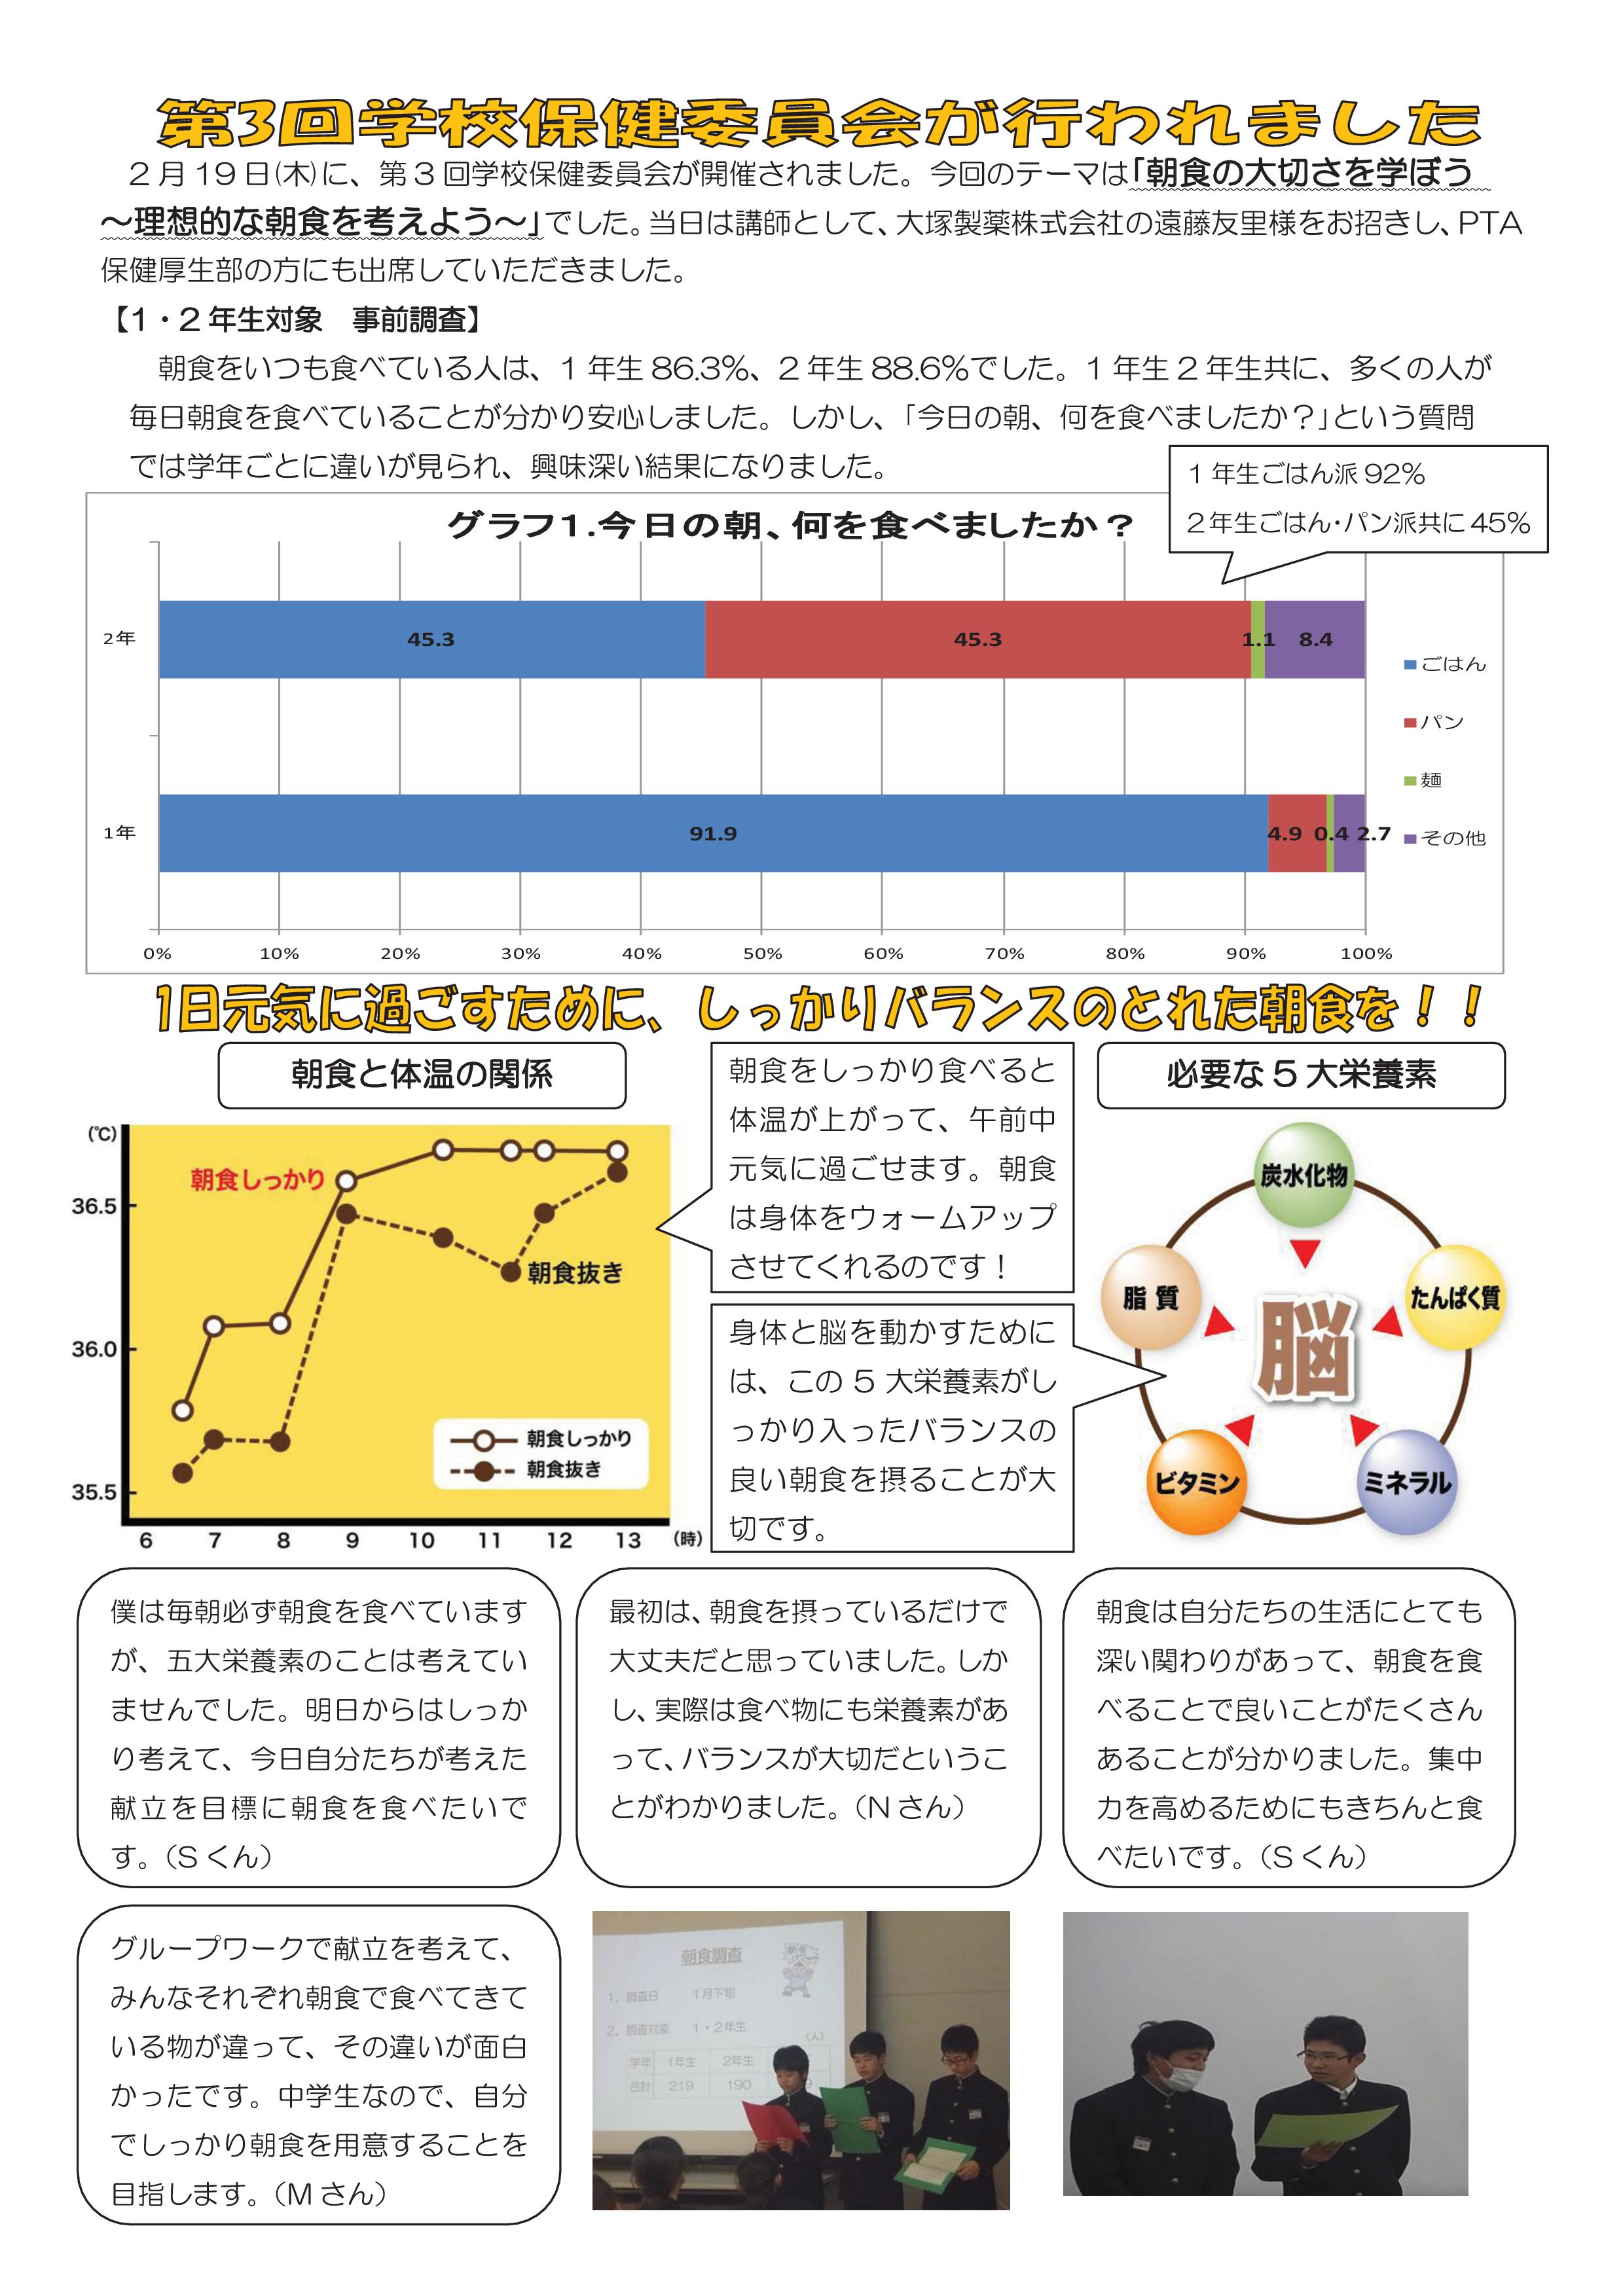 第3回学校保健委員会が行われました
２月19日(木)に、第３回学校保健委員会が開催されました。今回のテーマは「朝食の大切さを学ぼう
～理想的な朝食を考えよう～」でした。当日は講師として、大塚製薬株式会社の遠藤友里様をお招きし、PTA
保健厚生部の方にも出席していただきました。
【1・２年生対象　事前調査】
朝食をいつも食べている人は、1年生86.3%、２年生88.6%でした。1年生２年生共に、多くの人が
毎日朝食を食べていることが分かり安心しました。しかし、「今日の朝、何を食べましたか？」という質問
では学年ごとに違いが見られ、興味深い結果になりました。
1年生ごはん派92%
２年生ごはん・パン派共に45%
グラフ1.今日の朝、何を食べましたか？
2年
45.3
45.3
1.1
8.4
ごはん
パン
麺
その他
1年
91.9
4.9
0.4
2.7
0%
10%
20%
30%
40%
50%
60%
70%
80%
90%
100%
1日元気に過ごすために、しっかりバランスのとれた朝食を！！
朝食と体温の関係
(℃)
36.5
36.0
35.5
朝食しっかり
朝食抜き
朝食しっかり
朝食抜き
6
7
8
9
10
11
12
13
(時)
朝食をしっかり食べると
体温が上がって、午前中
元気に過ごせます。朝食
は身体をウォームアップ
させてくれるのです！
身体と脳を動かすために
は、この５大栄養素がし
っかり入ったバランスの
良い朝食を摂ることが大
切です。
必要な５大栄養素
炭水化物
脂質
たんぱく質
脳
ビタミン
ミネラル
僕は毎朝必ず朝食を食べています
が、五大栄養素のことは考えてい
ませんでした。明日からはしっか
り考えて、今日自分たちが考えた
献立を目標に朝食を食べたいで
す。（Sくん）
最初は、朝食を摂っているだけで
大丈夫だと思っていました。しか
し、実際は食べ物にも栄養素があ
って、バランスが大切だというこ
とがわかりました。（Nさん）
朝食は自分たちの生活にとても
深い関わりがあって、朝食を食
べることで良いことがたくさん
あることが分かりました。集中
力を高めるためにもきちんと食
べたいです。（Sくん）
グループワークで献立を考えて、
みんなそれぞれ朝食で食べてきて
いる物が違って、その違いが面白
かったです。中学生なので、自分
でしっかり朝食を用意することを
目指します。（Mさん）
朝食調査
1．調査日　1月下旬
2．調査対象　1・2年生
(人)
学年　1年生　2年生
合計　219　190